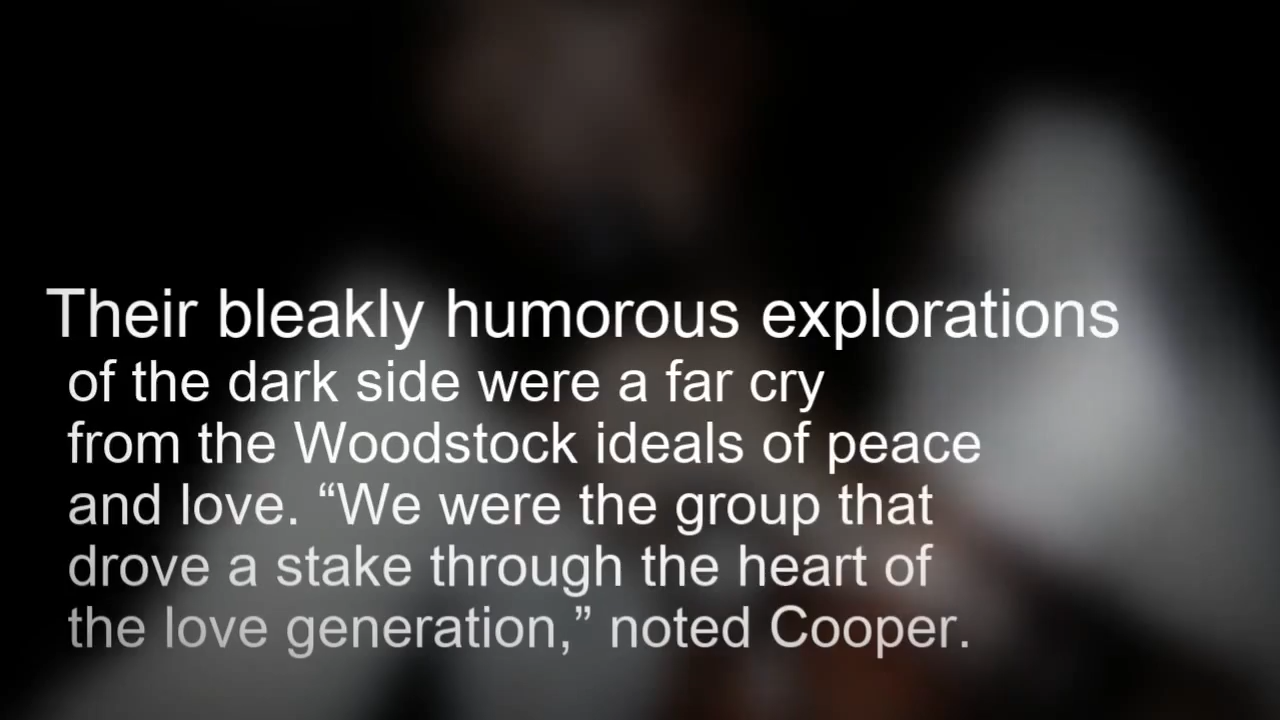 Their bleakly humorous explorations
of the dark side were a far cry
from the Woodstock ideals of peace
and love. “We were the group that
drove a stake through the heart of
the love generation,” noted Cooper.